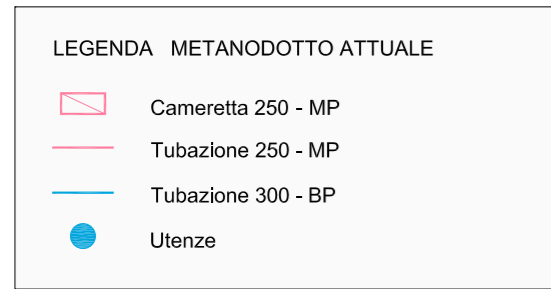 LEGENDA METANODOTTO ATTUALE
Cameretta 250 - MP
Tubazione 250 - MP
Tubazione 300 - BP
Utenze